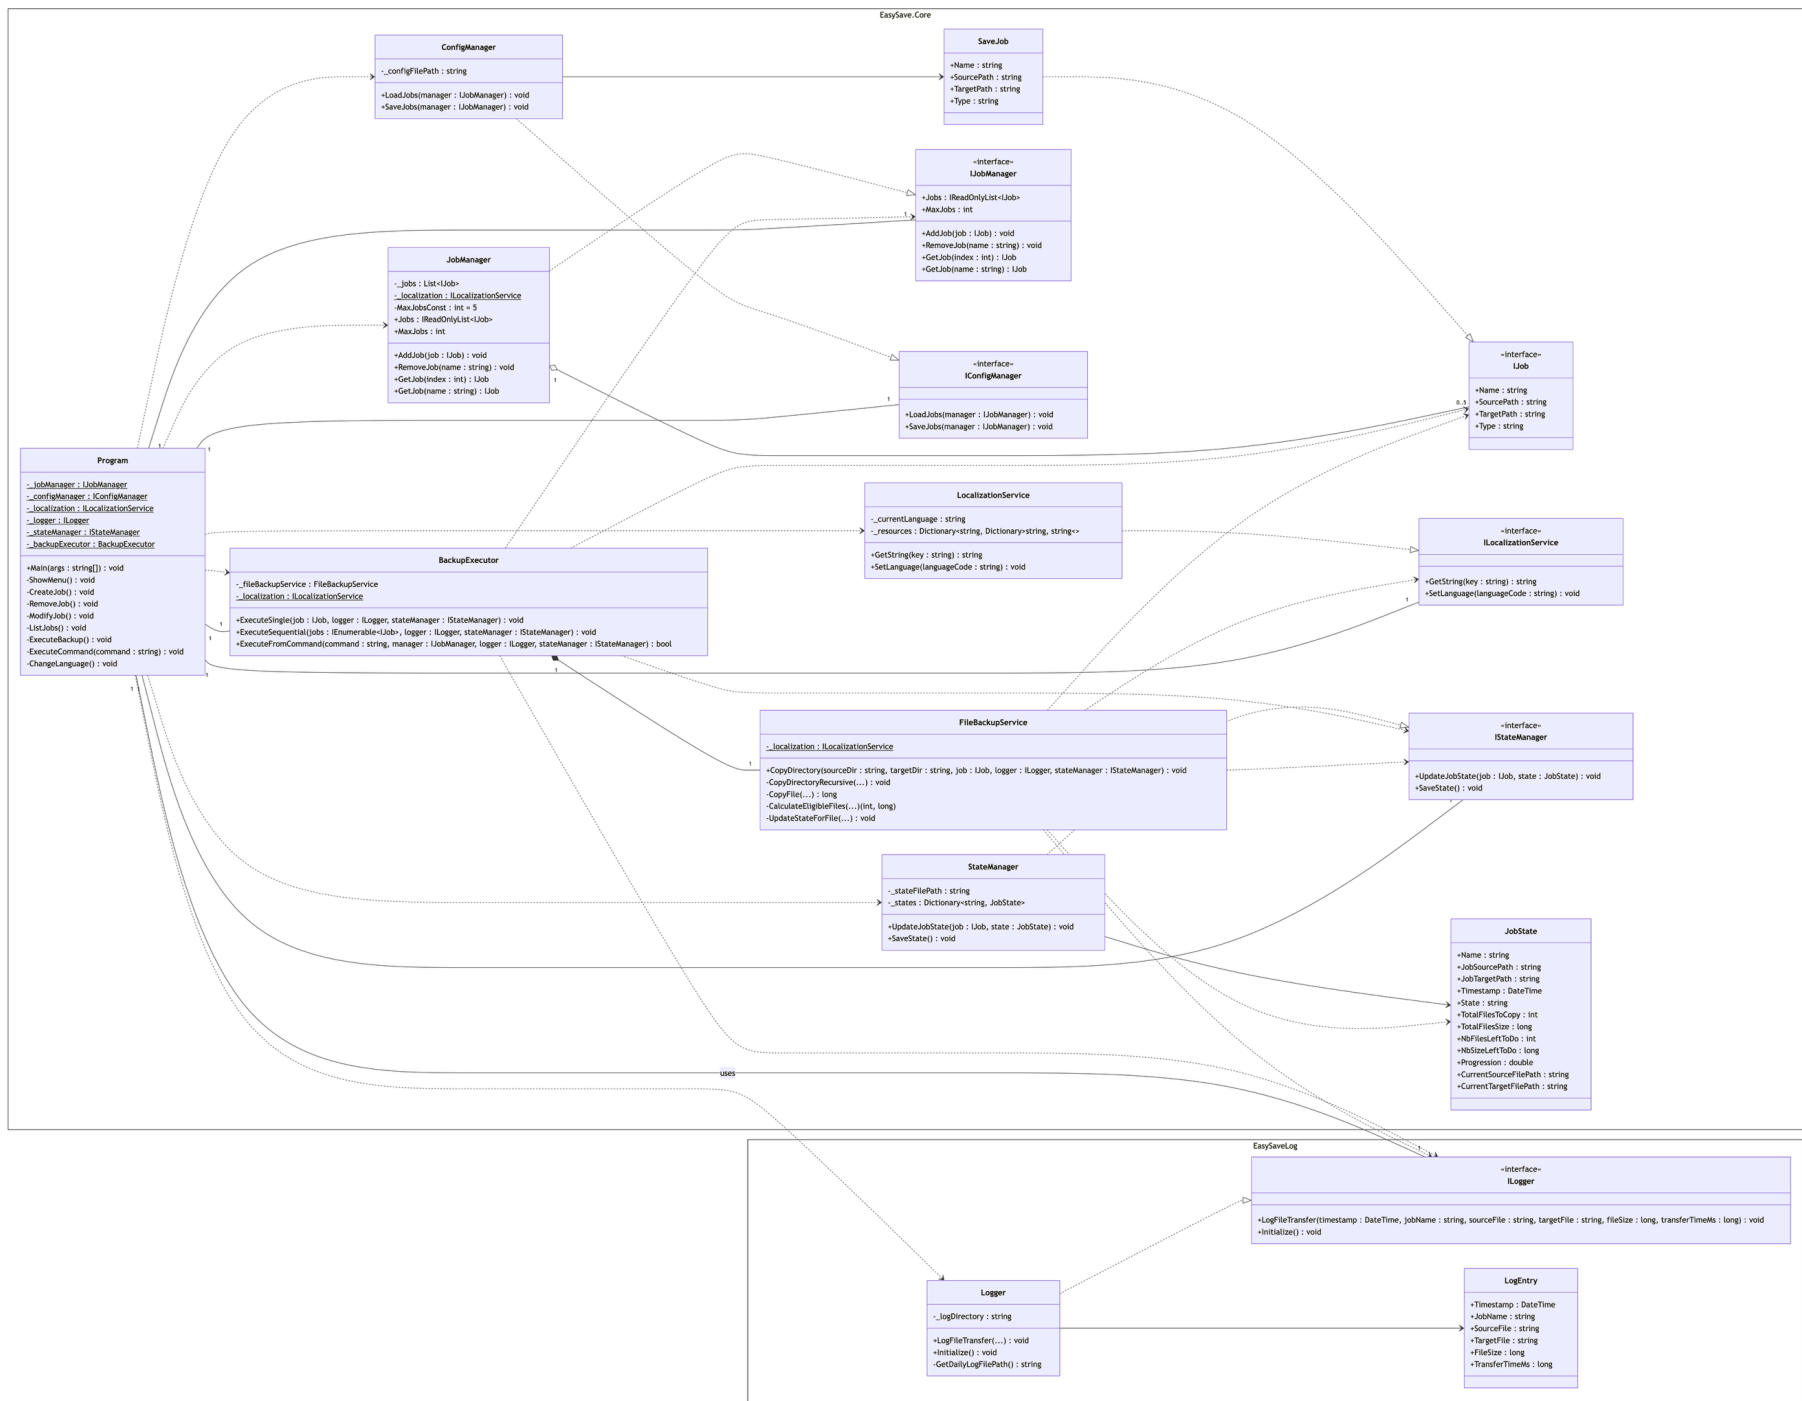 EasySave.Core
ConfigManager
-_configFilePath : string
+LoadJobs(manager : IJobManager) : void
+SaveJobs(manager : IJobManager) : void
SaveJob
+Name : string
+SourcePath : string
+TargetPath : string
+Type : string
«interface»
IJobManager
+Jobs : IReadOnlyList<IJob>
+MaxJobs : int
+AddJob(job : IJob) : void
+RemoveJob(name : string) : void
+GetJob(index : int) : IJob
+GetJob(name : string) : IJob
1
JobManager
-_jobs : List<IJob>
-_localization : ILocalizationService
-MaxJobsConst : int = 5
+Jobs : IReadOnlyList<IJob>
+MaxJobs : int
+AddJob(job : IJob) : void
+RemoveJob(name : string) : void
+GetJob(index : int) : IJob
+GetJob(name : string) : IJob
1
«interface»
IConfigManager
+LoadJobs(manager : IJobManager) : void
+SaveJobs(manager : IJobManager) : void
1
«interface»
IJob
+Name : string
+SourcePath : string
+TargetPath : string
+Type : string
0..5
1
1
Program
-_jobManager : IJobManager
-_configManager : IConfigManager
-_localization : ILocalizationService
-_logger : ILogger
-_stateManager : IStateManager
-_backupExecutor : BackupExecutor
+Main(args : string[]) : void
-ShowMenu() : void
-CreateJob() : void
-RemoveJob() : void
-ModifyJob() : void
-ListJobs() : void
-ExecuteBackup() : void
-ExecuteCommand(command : string) : void
-ChangeLanguage() : void
1
1
1
1
1
BackupExecutor
-_fileBackupService : FileBackupService
-_localization : ILocalizationService
+ExecuteSingle(job : IJob, logger : ILogger, stateManager : IStateManager) : void
+ExecuteSequential(jobs : IEnumerable<IJob>, logger : ILogger, stateManager : IStateManager) : void
+ExecuteFromCommand(command : string, manager : IJobManager, logger : ILogger, stateManager : IStateManager) : bool
1
LocalizationService
-_currentLanguage : string
-_resources : Dictionary<string, Dictionary>string, string<>
+GetString(key : string) : string
+SetLanguage(languageCode : string) : void
«interface»
ILocalizationService
+GetString(key : string) : string
+SetLanguage(languageCode : string) : void
1
FileBackupService
-_localization : ILocalizationService
+CopyDirectory(sourceDir : string, targetDir : string, job : IJob, logger : ILogger, stateManager : IStateManager) : void
-CopyDirectoryRecursive(...) : void
-CopyFile(...) : long
-CalculateEligibleFiles(...)(int, long)
-UpdateStateForFile(...) : void
1
«interface»
IStateManager
+UpdateJobState(job : IJob, state : JobState) : void
+SaveState() : void
StateManager
-_stateFilePath : string
-_states : Dictionary<string, JobState>
+UpdateJobState(job : IJob, state : JobState) : void
+SaveState() : void
JobState
+Name : string
+JobSourcePath : string
+JobTargetPath : string
+Timestamp : DateTime
+State : string
+TotalFilesToCopy : int
+TotalFilesSize : long
+NbFilesLeftToDo : int
+NbSizeLeftToDo : long
+Progression : double
+CurrentSourceFilePath : string
+CurrentTargetFilePath : string
uses
EasySaveLog
1
«interface»
ILogger
+LogFileTransfer(timestamp : DateTime, jobName : string, sourceFile : string, targetFile : string, fileSize : long, transferTimeMs : long) : void
+Initialize() : void
Logger
-_logDirectory : string
+LogFileTransfer(...) : void
+Initialize() : void
-GetDailyLogFilePath() : string
LogEntry
+Timestamp : DateTime
+JobName : string
+SourceFile : string
+TargetFile : string
+FileSize : long
+TransferTimeMs : long